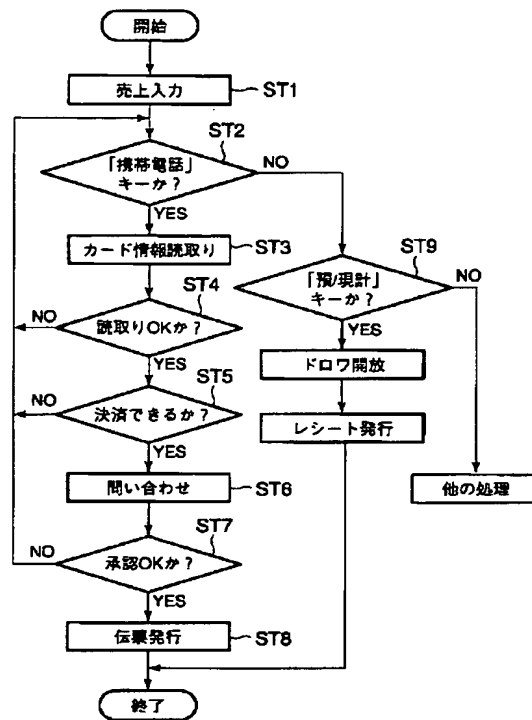 開始
売上入力
ST1
ST2
「携帯電話」
キーか？
NO
YES
カード情報読取り
ST3
ST9
「預/現計」
キーか？
NO
YES
ST4
読取りOKか？
NO
YES
ドロワ開放
ST5
決済できるか？
NO
YES
レシート発行
問い合わせ
ST6
他の処理
ST7
承認OKか？
NO
YES
伝票発行
ST8
終了